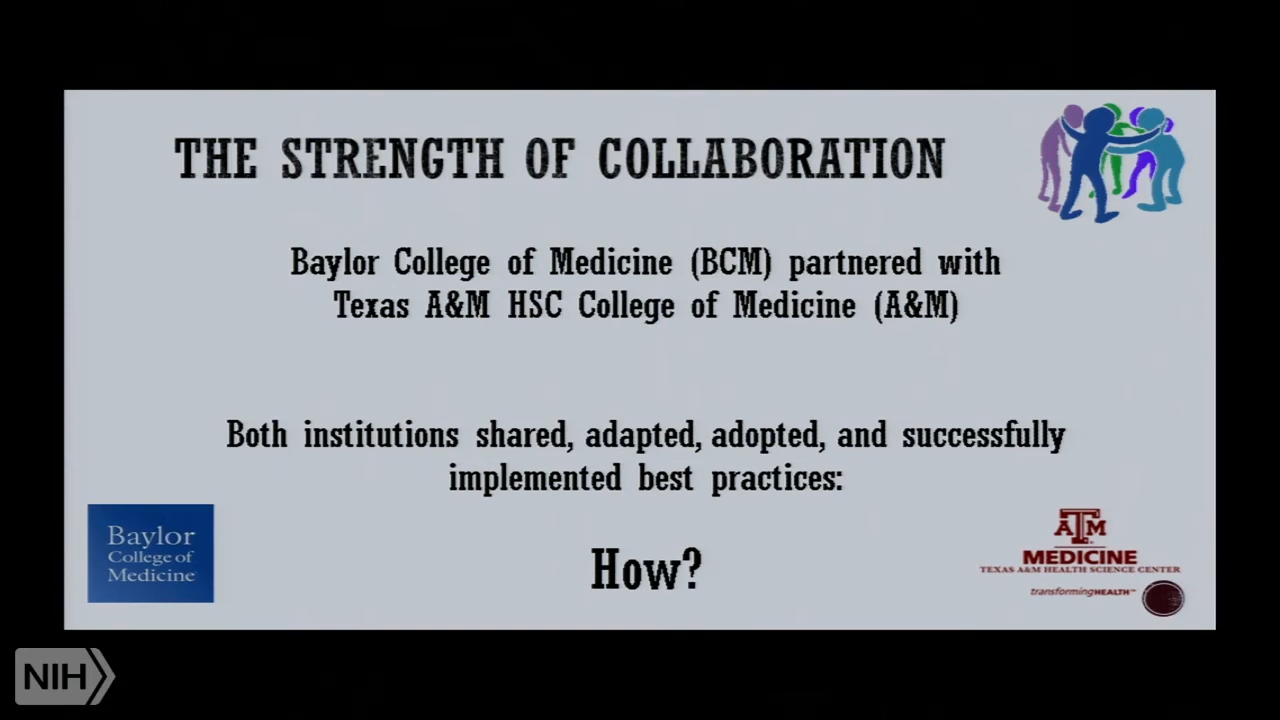 THE STRENGTH OF COLLABORATION
Baylor College of Medicine (BCM) partnered with
Texas A&M HSC College of Medicine (A&M)
Both institutions shared, adapted, adopted, and successfully
implemented best practices:
How?
Baylor
College of
Medicine
A
T
M
MEDICINE
TEXAS A&M HEALTH SCIENCE CENTER
transformingHEALTH™
NIH